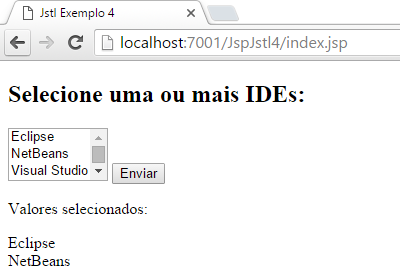 Jstl Exemplo 4
localhost:7001/JspJstl4/index.jsp
Selecione uma ou mais IDEs:
Eclipse
NetBeans
Visual Studio
Enviar
Valores selecionados:
Eclipse
NetBeans